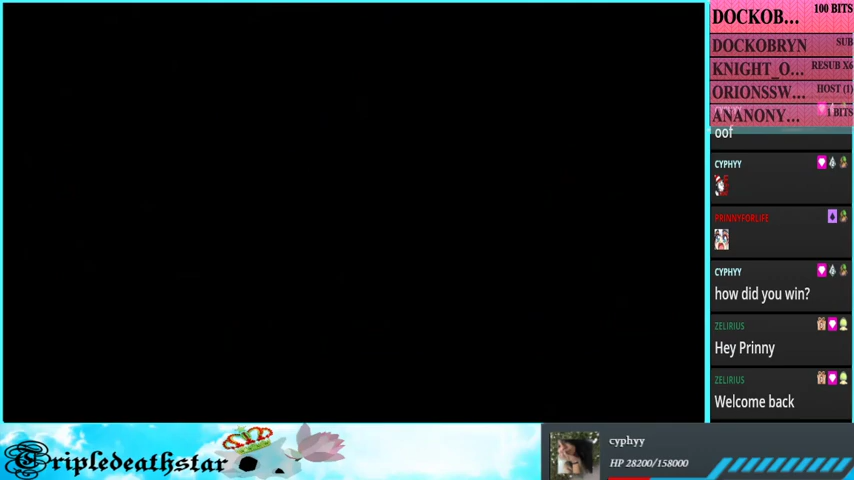 DOCKOB... 100 BITS
DOCKOBRYN SUB
KNIGHT_O... RESUB X6
ORIONSSW... HOST (1)
ANANONY... 1 BITS
oof
CYPHYY
PRINNYFORLIFE
CYPHYY
how did you win?
ZELIRIUS
Hey Prinny
ZELIRIUS
Welcome back
Tripledeathstar
cyphyy
HP 28200/158000